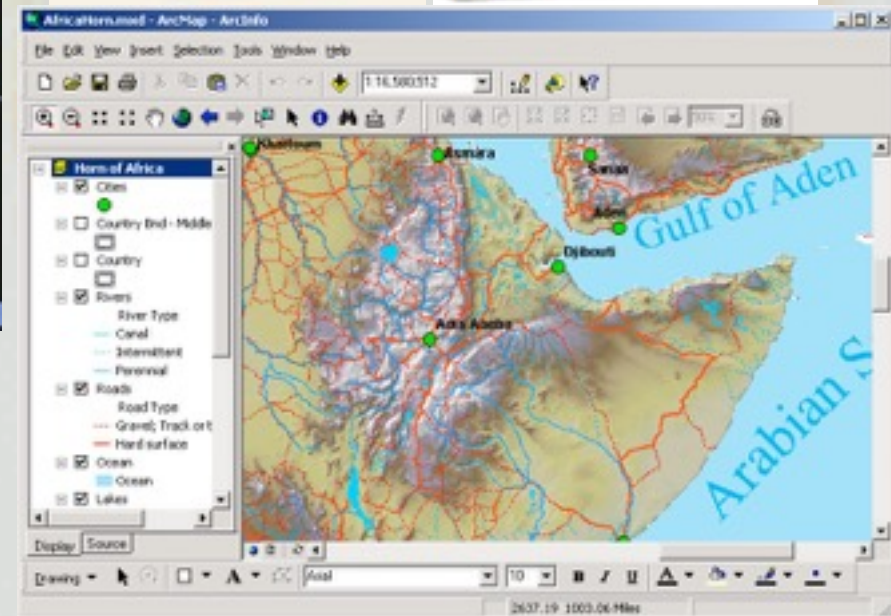 AfricaHorn.mxd - ArcMap - ArcInfo
File Edit View Insert Selection Tools Window Help
1:16,580,512
Horn of Africa
Cities
Country Bnd - Middle
Country
Rivers
River Type
Canal
Intermittent
Perennial
Roads
Road Type
Gravel; Track or t
Hard surface
Ocean
Ocean
Lakes
Display Source
Khartoum
Asmara
Sanaa
Aden
Gulf of Aden
Djibouti
Addis Ababa
Arabian S
Drawing A Arial 10 B I U A
2637.19 1003.06 Miles